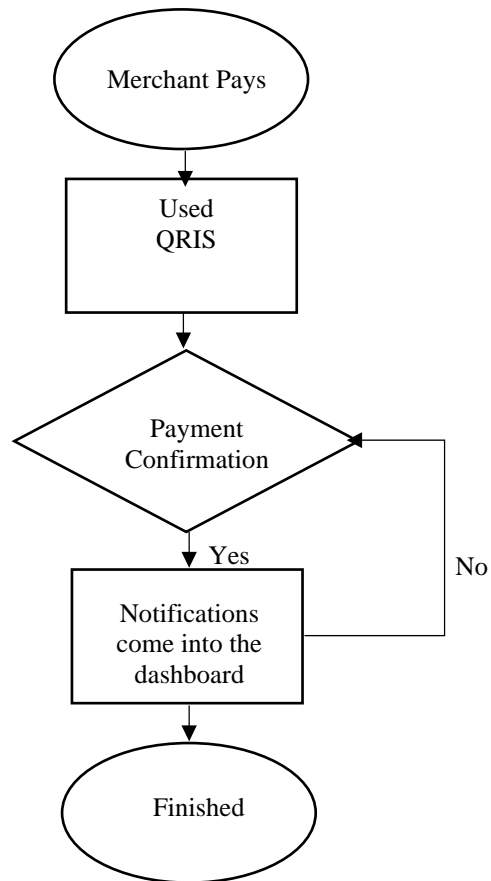 Merchant Pays
Used
QRIS
Payment
Confirmation
Yes
No
Notifications
come into the
dashboard
Finished